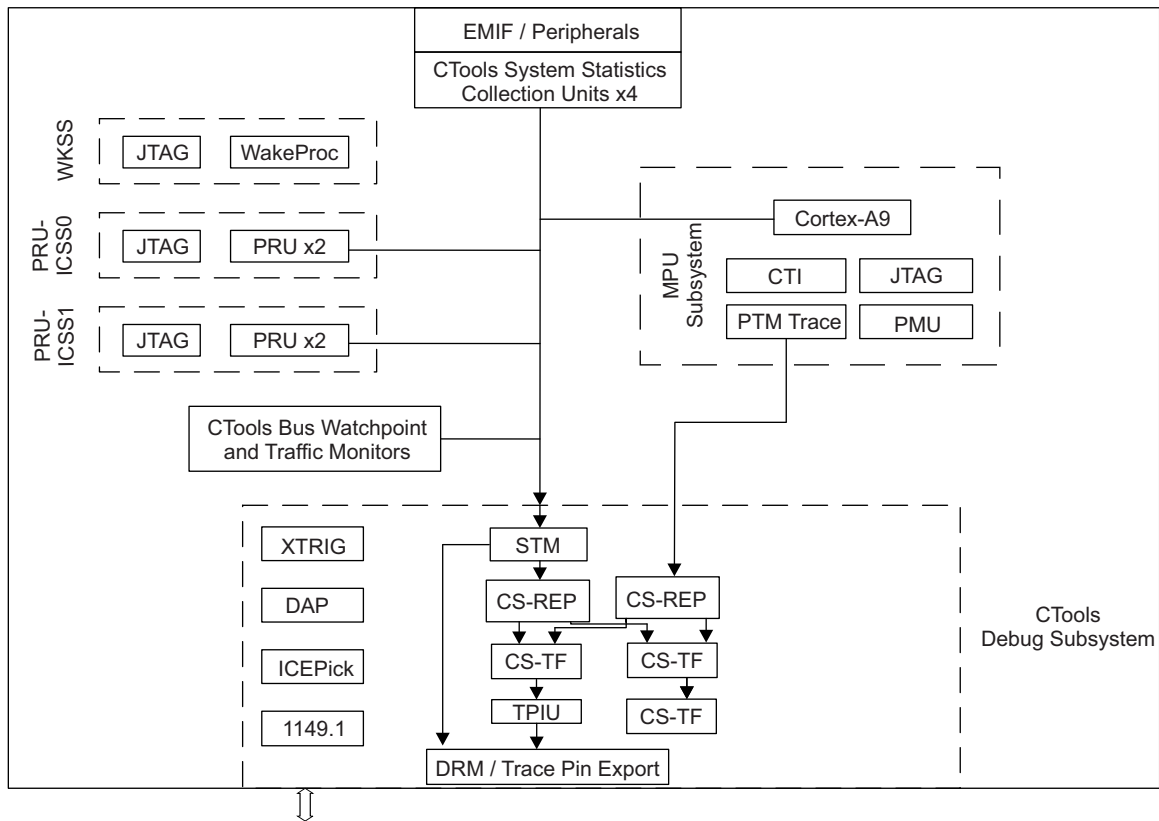 EMIF / Peripherals
CTools System Statistics
Collection Units x4
WKSS
JTAG
WakeProc
PRU-
ICSS0
JTAG
PRU x2
PRU-
ICSS1
JTAG
PRU x2
MPU
Subsystem
Cortex-A9
CTI
JTAG
PTM Trace
PMU
CTools Bus Watchpoint
and Traffic Monitors
XTRIG
DAP
ICEPick
1149.1
STM
CS-REP
CS-REP
CS-TF
CS-TF
TPIU
CS-TF
DRM / Trace Pin Export
CTools
Debug Subsystem